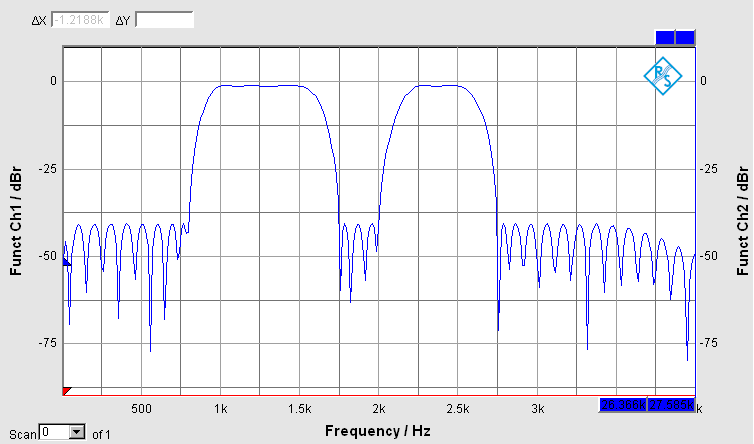 ΔX -1.2188k ΔY
0 R S 0
-25 -25
-50 -50
-75 -75
Funct Ch1 / dBr
Funct Ch2 / dBr
500 1k 1.5k 2k 2.5k 3k k
Frequency / Hz
Scan 0 of 1